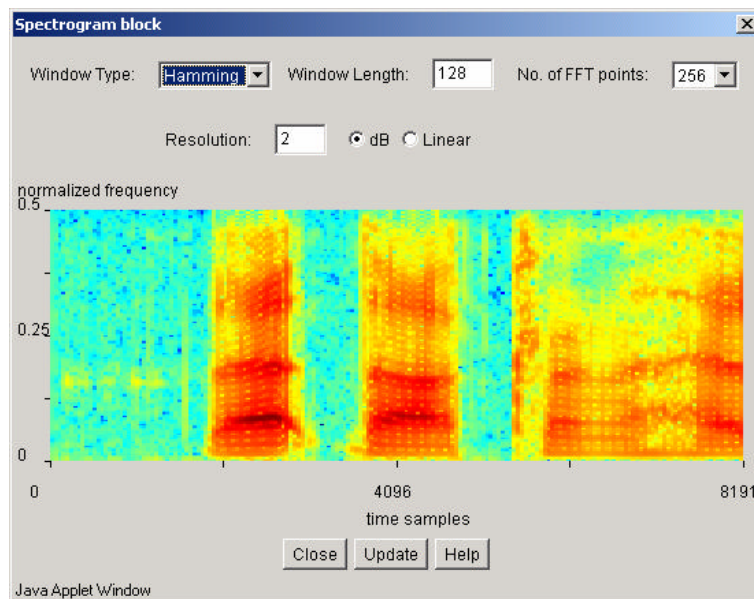 Spectrogram block
Window Type: Hamming Window Length: 128 No. of FFT points: 256
Resolution: 2 dB Linear
normalized frequency
0.5
0.25
0
0 4096 8191
time samples
Close Update Help
Java Applet Window